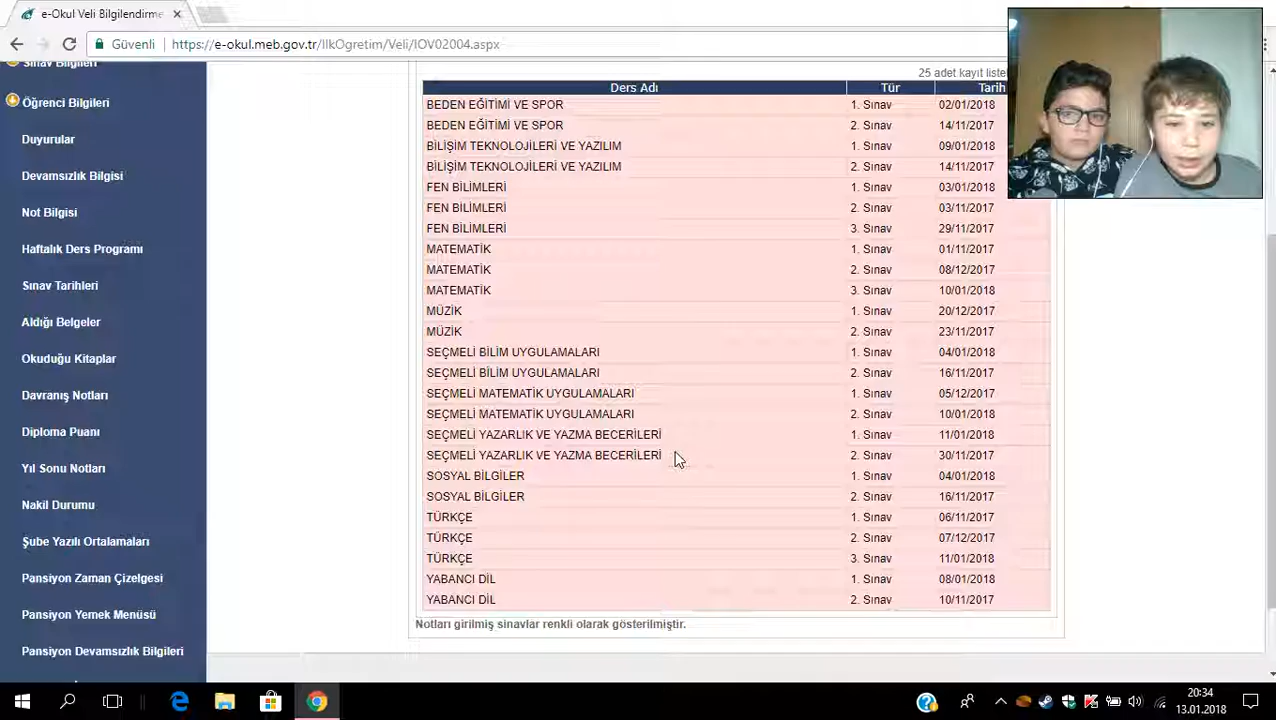 e-Okul Veli Bilgilendirme
Güvenli
https://e-okul.meb.gov.tr/IlkOgretim/Veli/IOV02004.aspx
Sınav Bilgileri
Öğrenci Bilgileri
Duyurular
Devamsızlık Bilgisi
Not Bilgisi
Haftalık Ders Programı
Sınav Tarihleri
Aldığı Belgeler
Okuduğu Kitaplar
Davranış Notları
Diploma Puanı
Yıl Sonu Notları
Nakil Durumu
Şube Yazılı Ortalamaları
Pansiyon Zaman Çizelgesi
Pansiyon Yemek Menüsü
Pansiyon Devamsızlık Bilgileri
25 adet kayıt liste
Ders Adı Tür Tarih
BEDEN EĞİTİMİ VE SPOR 1. Sınav 02/01/2018
BEDEN EĞİTİMİ VE SPOR 2. Sınav 14/11/2017
BİLİŞİM TEKNOLOJİLERİ VE YAZILIM 1. Sınav 09/01/2018
BİLİŞİM TEKNOLOJİLERİ VE YAZILIM 2. Sınav 14/11/2017
FEN BİLİMLERİ 1. Sınav 03/01/2018
FEN BİLİMLERİ 2. Sınav 03/11/2017
FEN BİLİMLERİ 3. Sınav 29/11/2017
MATEMATİK 1. Sınav 01/11/2017
MATEMATİK 2. Sınav 08/12/2017
MATEMATİK 3. Sınav 10/01/2018
MÜZİK 1. Sınav 20/12/2017
MÜZİK 2. Sınav 23/11/2017
SEÇMELİ BİLİM UYGULAMALARI 1. Sınav 04/01/2018
SEÇMELİ BİLİM UYGULAMALARI 2. Sınav 16/11/2017
SEÇMELİ MATEMATİK UYGULAMALARI 1. Sınav 05/12/2017
SEÇMELİ MATEMATİK UYGULAMALARI 2. Sınav 10/01/2018
SEÇMELİ YAZARLIK VE YAZMA BECERİLERİ 1. Sınav 11/01/2018
SEÇMELİ YAZARLIK VE YAZMA BECERİLERİ 2. Sınav 30/11/2017
SOSYAL BİLGİLER 1. Sınav 04/01/2018
SOSYAL BİLGİLER 2. Sınav 16/11/2017
TÜRKÇE 1. Sınav 06/11/2017
TÜRKÇE 2. Sınav 07/12/2017
TÜRKÇE 3. Sınav 11/01/2018
YABANCI DİL 1. Sınav 08/01/2018
YABANCI DİL 2. Sınav 10/11/2017
Notları girilmiş sınavlar renkli olarak gösterilmiştir.
20:34
13.01.2018